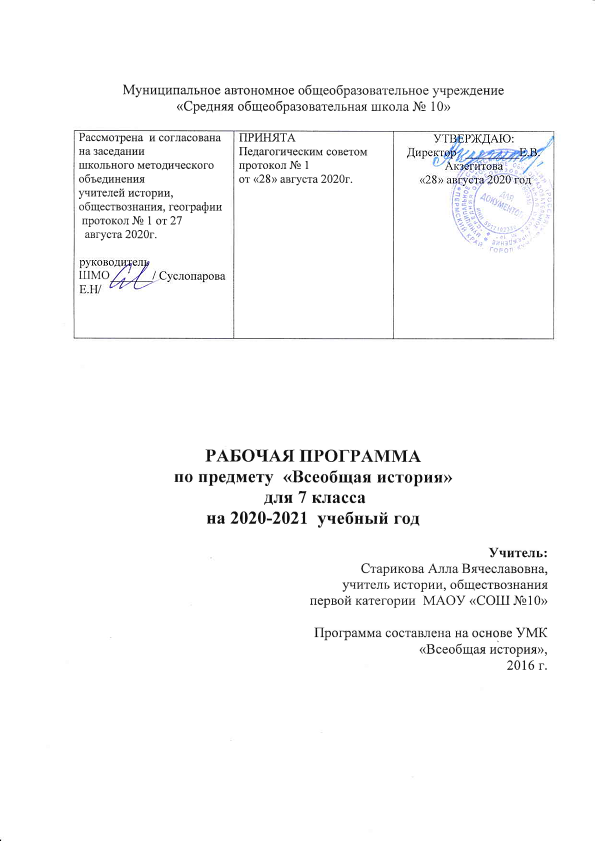 Муниципальное автономное общеобразовательное учреждение
«Средняя общеобразовательная школа № 10»
Рассмотрена и согласована
на заседании
школьного методического
объединения
учителей истории,
обществознания, географии
протокол № 1 от 27
августа 2020г.
руководитель
ШМО / Суслопарова
Е.Н/
ПРИНЯТА
Педагогическим советом
протокол № 1
от «28» августа 2020г.
УТВЕРЖДАЮ:
Директор Е.В.
Акзегитова
«28» августа 2020 год
ДЛЯ
ДОКУМЕНТОВ
РАБОЧАЯ ПРОГРАММА
по предмету «Всеобщая история»
для 7 класса
на 2020-2021 учебный год
Учитель:
Старикова Алла Вячеславовна,
учитель истории, обществознания
первой категории МАОУ «СОШ №10»
Программа составлена на основе УМК
«Всеобщая история»,
2016 г.